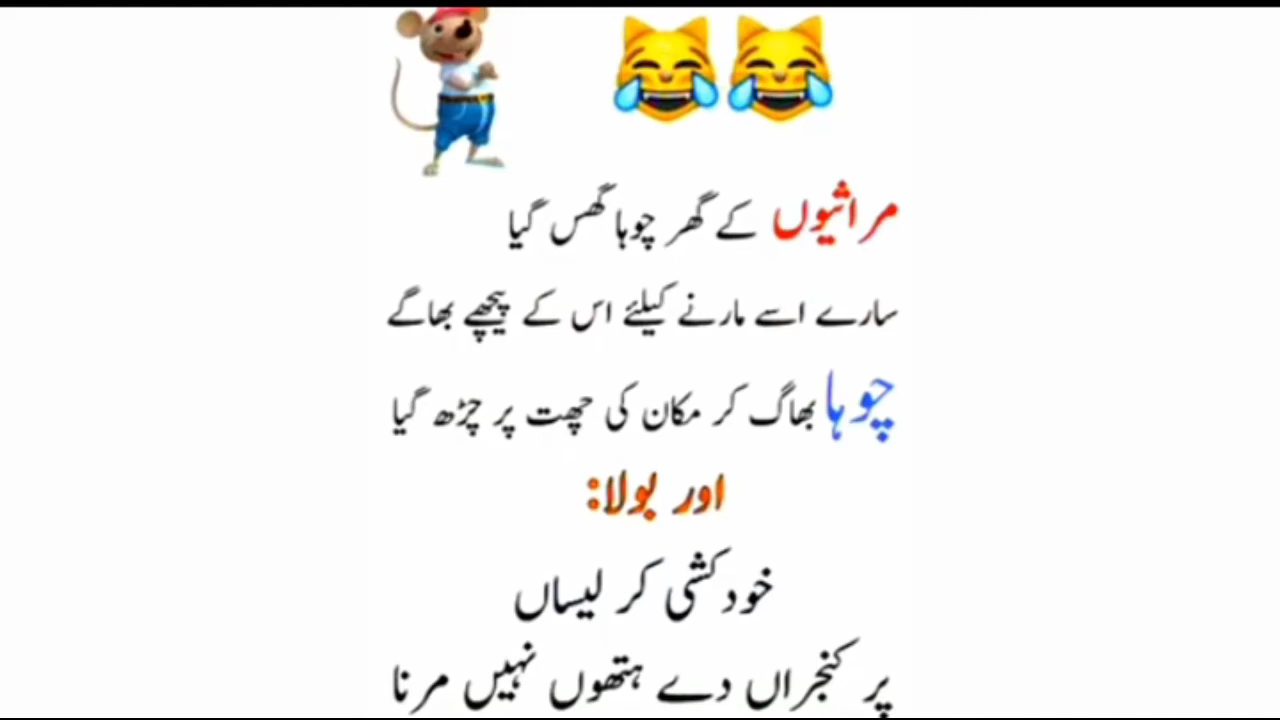 مراثیوں کے گھر چوہا گھس گیا
سارے اسے مارنے کیلئے اس کے پیچھے بھاگے
چوہا بھاگ کر مکان کی چھت پر چڑھ گیا
اور بولا:
خودکشی کر لیساں
پر کنجراں دے ہتھوں نہیں مرنا